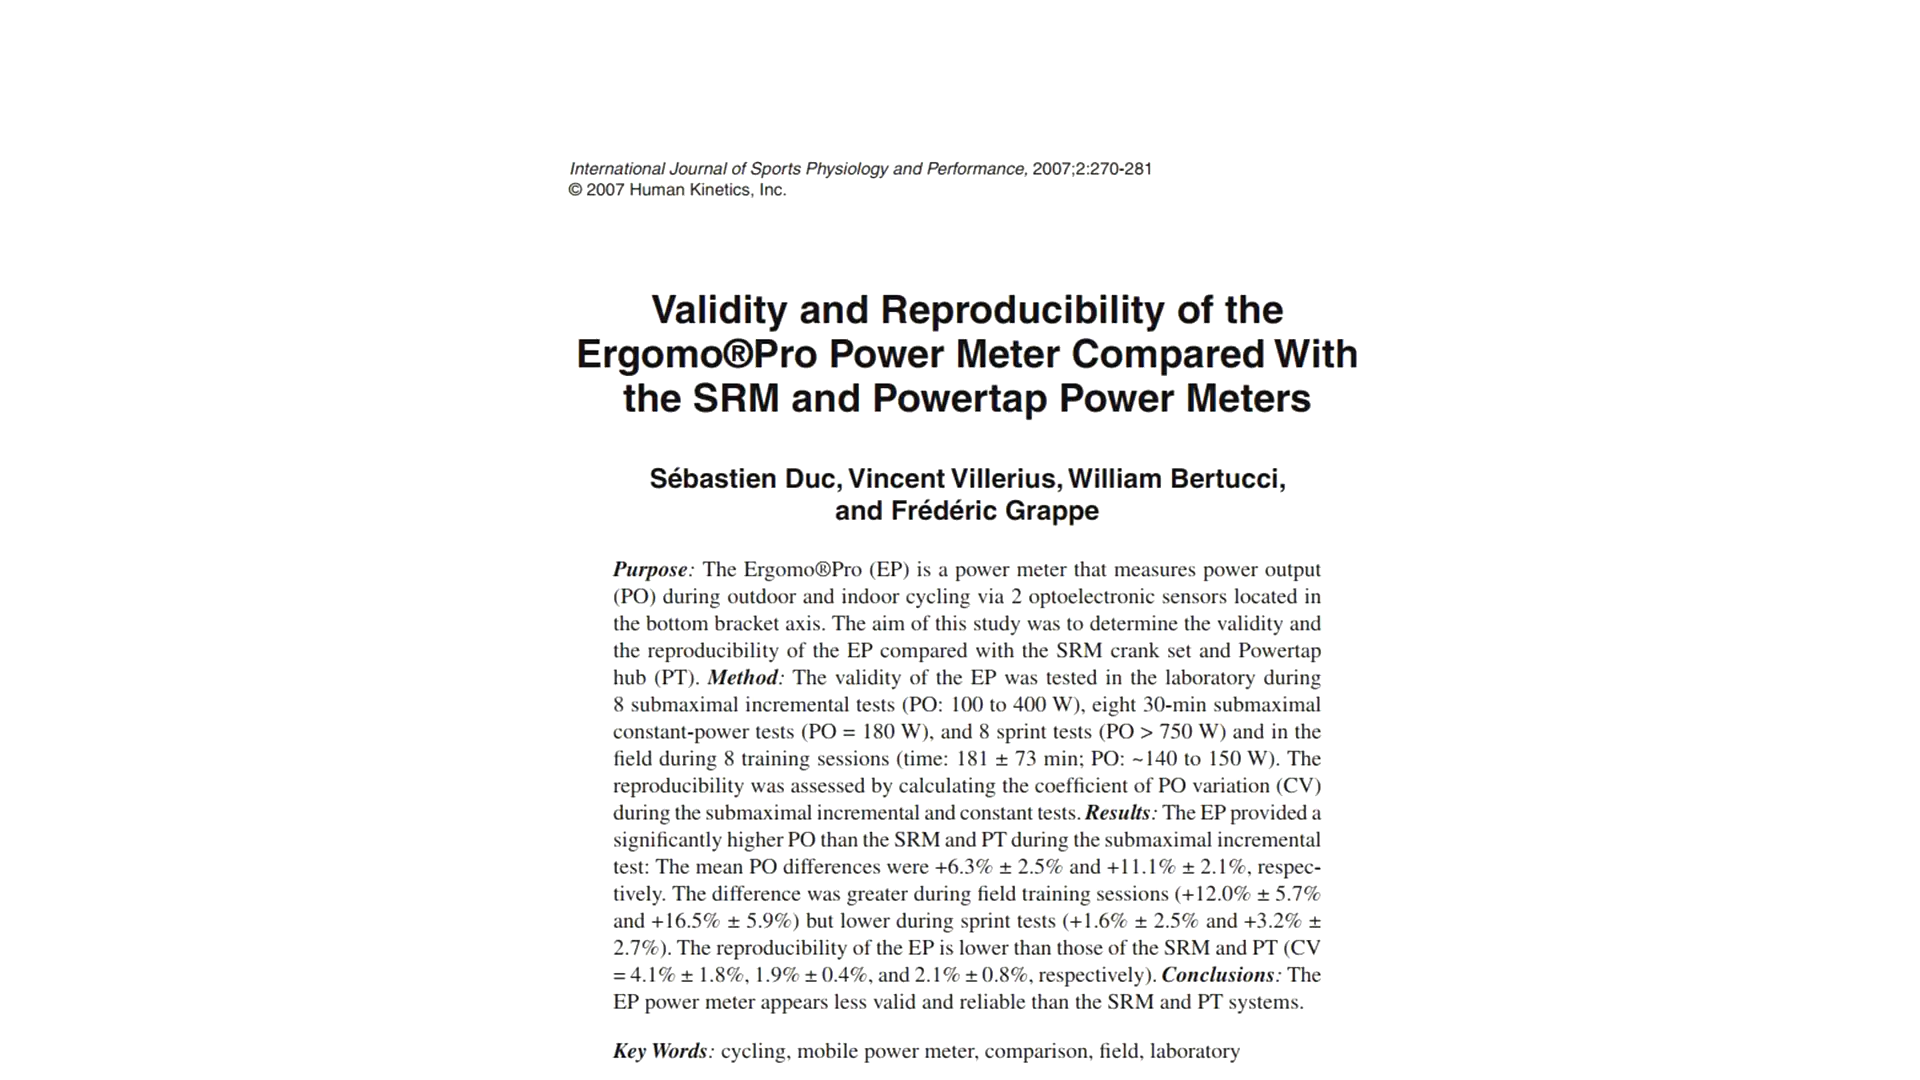 International Journal of Sports Physiology and Performance, 2007;2:270-281
© 2007 Human Kinetics, Inc.
Validity and Reproducibility of the
Ergomo®Pro Power Meter Compared With
the SRM and Powertap Power Meters
Sébastien Duc, Vincent Villerius, William Bertucci,
and Frédéric Grappe
Purpose: The Ergomo®Pro (EP) is a power meter that measures power output
(PO) during outdoor and indoor cycling via 2 optoelectronic sensors located in
the bottom bracket axis. The aim of this study was to determine the validity and
the reproducibility of the EP compared with the SRM crank set and Powertap
hub (PT). Method: The validity of the EP was tested in the laboratory during
8 submaximal incremental tests (PO: 100 to 400 W), eight 30-min submaximal
constant-power tests (PO = 180 W), and 8 sprint tests (PO > 750 W) and in the
field during 8 training sessions (time: 181 ± 73 min; PO: ~140 to 150 W). The
reproducibility was assessed by calculating the coefficient of PO variation (CV)
during the submaximal incremental and constant tests. Results: The EP provided a
significantly higher PO than the SRM and PT during the submaximal incremental
test: The mean PO differences were +6.3% ± 2.5% and +11.1% ± 2.1%, respec-
tively. The difference was greater during field training sessions (+12.0% ± 5.7%
and +16.5% ± 5.9%) but lower during sprint tests (+1.6% ± 2.5% and +3.2% ±
2.7%). The reproducibility of the EP is lower than those of the SRM and PT (CV
= 4.1% ± 1.8%, 1.9% ± 0.4%, and 2.1% ± 0.8%, respectively). Conclusions: The
EP power meter appears less valid and reliable than the SRM and PT systems.
Key Words: cycling, mobile power meter, comparison, field, laboratory